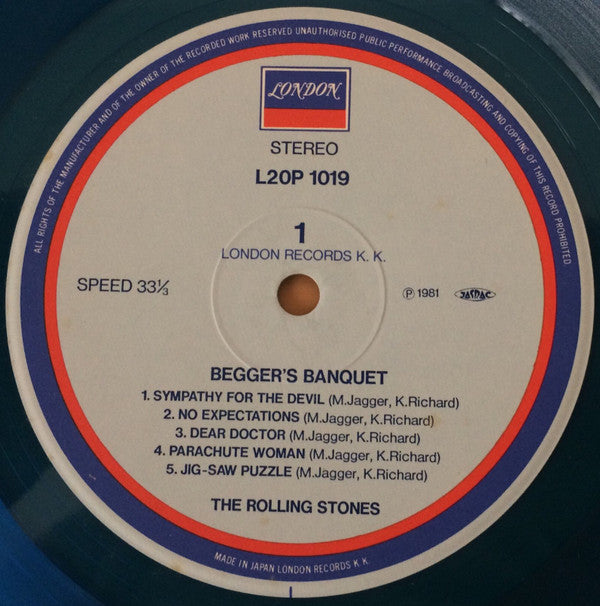 ALL RIGHTS OF THE MANUFACTURER AND OF THE OWNER OF THE RECORDED WORK RESERVED UNAUTHORISED PUBLIC PERFORMANCE BROADCASTING AND COPYING OF THIS RECORD PROHIBITED
LONDON
STEREO
L20P 1019
1
LONDON RECORDS K. K.
SPEED 33⅓
℗ 1981 JASRAC
BEGGER'S BANQUET
1. SYMPATHY FOR THE DEVIL (M.Jagger, K.Richard)
2. NO EXPECTATIONS (M.Jagger, K.Richard)
3. DEAR DOCTOR (M.Jagger, K.Richard)
4. PARACHUTE WOMAN (M.Jagger, K.Richard)
5. JIG-SAW PUZZLE (M.Jagger, K.Richard)
THE ROLLING STONES
MADE IN JAPAN LONDON RECORDS K. K.